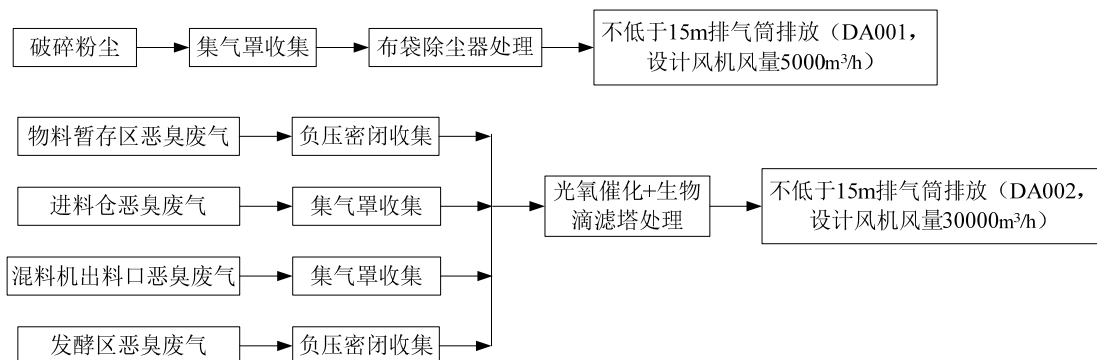 破碎粉尘
集气罩收集
布袋除尘器处理
不低于15m排气筒排放（DA001，
设计风机风量5000m³/h）
物料暂存区恶臭废气
负压密闭收集
进料仓恶臭废气
集气罩收集
混料机出料口恶臭废气
集气罩收集
发酵区恶臭废气
负压密闭收集
光氧催化+生物
滴滤塔处理
不低于15m排气筒排放（DA002，
设计风机风量30000m³/h）